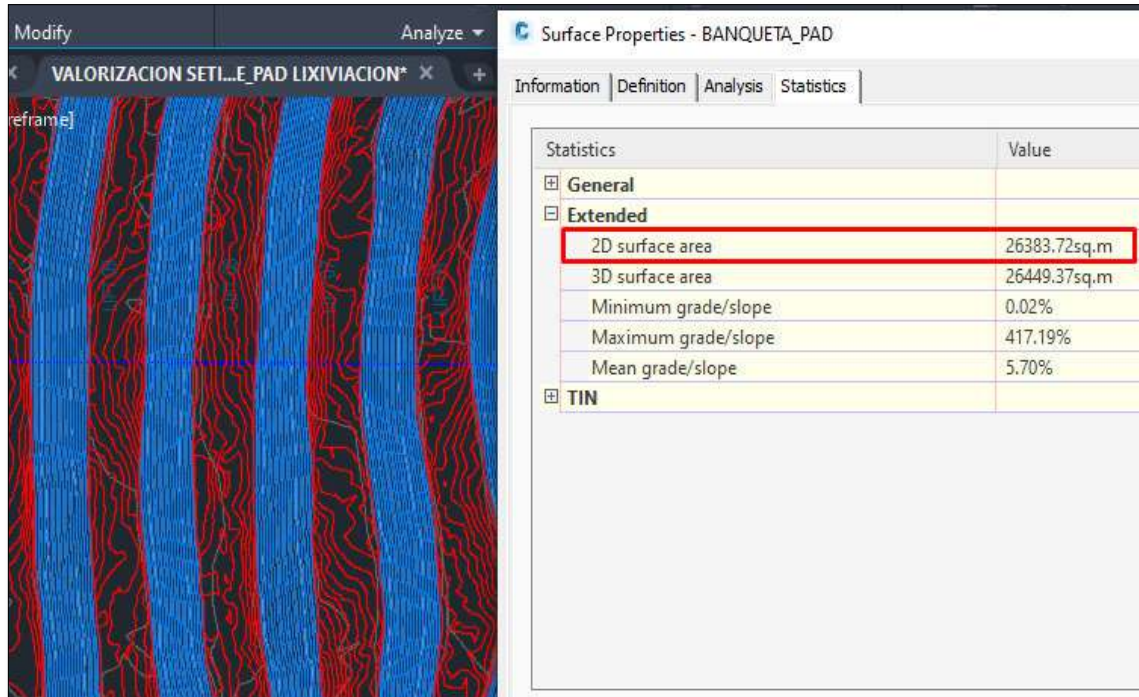 Modify
Analyze
VALORIZACION SETI...E_PAD LIXIVIACION*
reframe]
Surface Properties - BANQUETA_PAD
Information Definition Analysis Statistics
Statistics Value
General
Extended
2D surface area 26383.72sq.m
3D surface area 26449.37sq.m
Minimum grade/slope 0.02%
Maximum grade/slope 417.19%
Mean grade/slope 5.70%
TIN